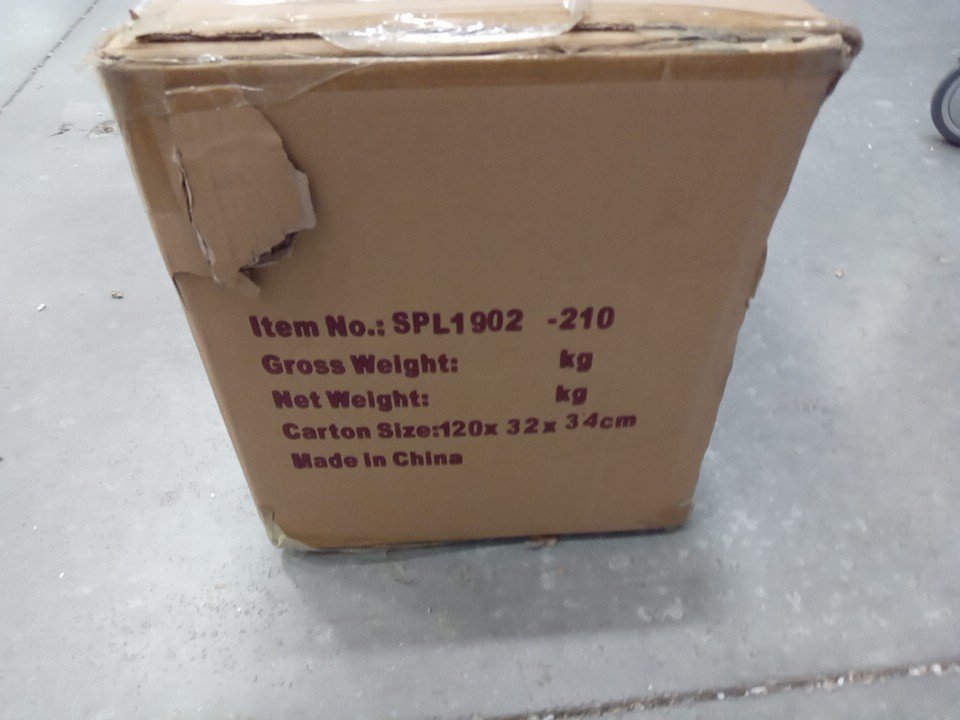 Item No.: SPL1902 -210
Gross Weight: kg
Net Weight: kg
Carton Size:120x 32x 34cm
Made in China